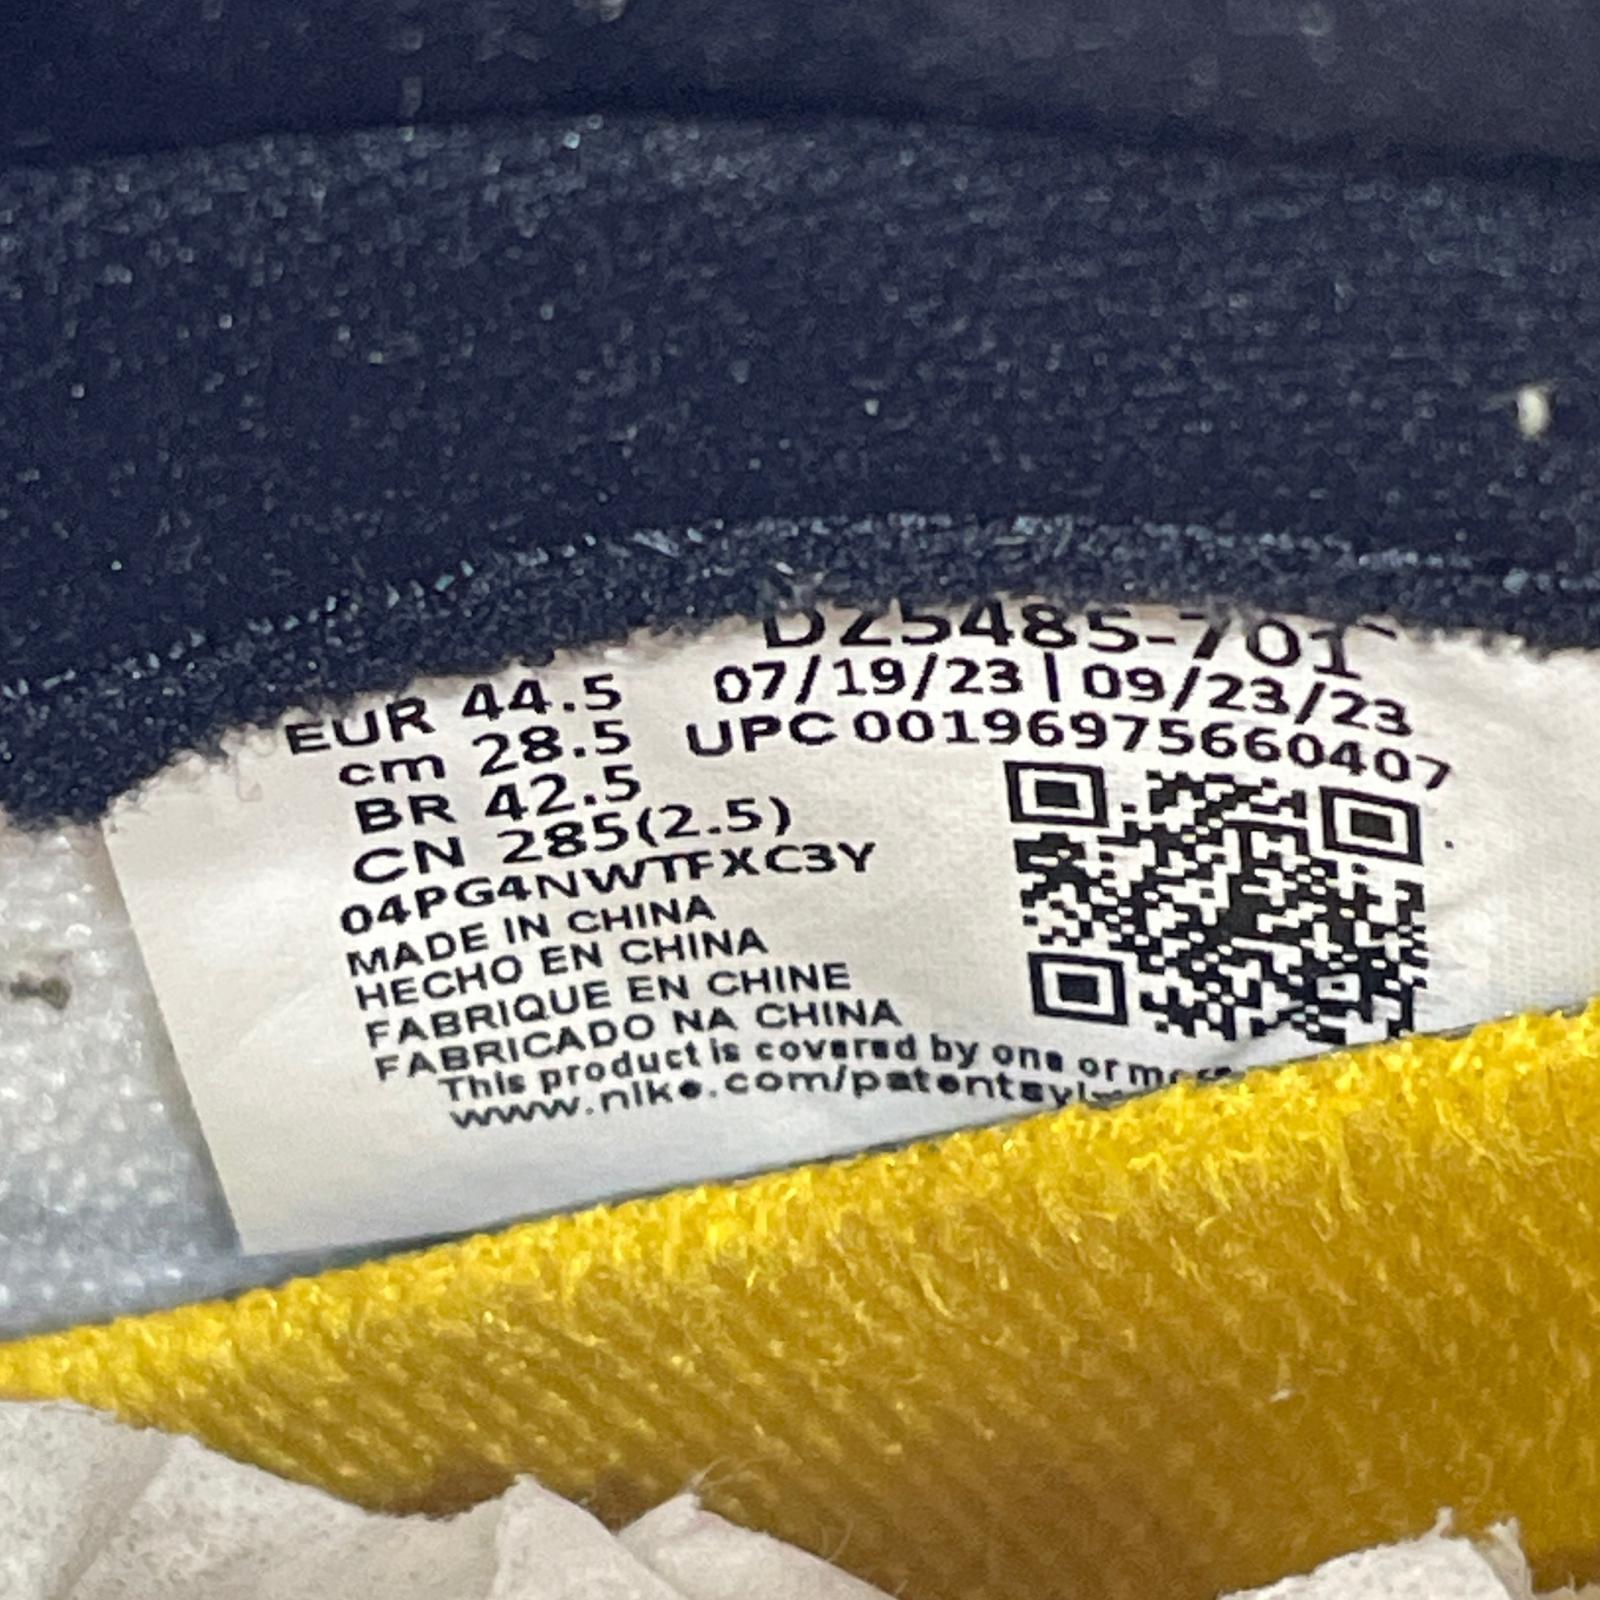 DZ5485-701
EUR 44.5 07/19/23 | 09/23/23
cm 28.5 UPC 00196975660407
BR 42.5
CN 285(2.5)
04PG4NWTFXC3Y
MADE IN CHINA
HECHO EN CHINA
FABRIQUE EN CHINE
FABRICADO NA CHINA
This product is covered by one or
www.nike.com/patents